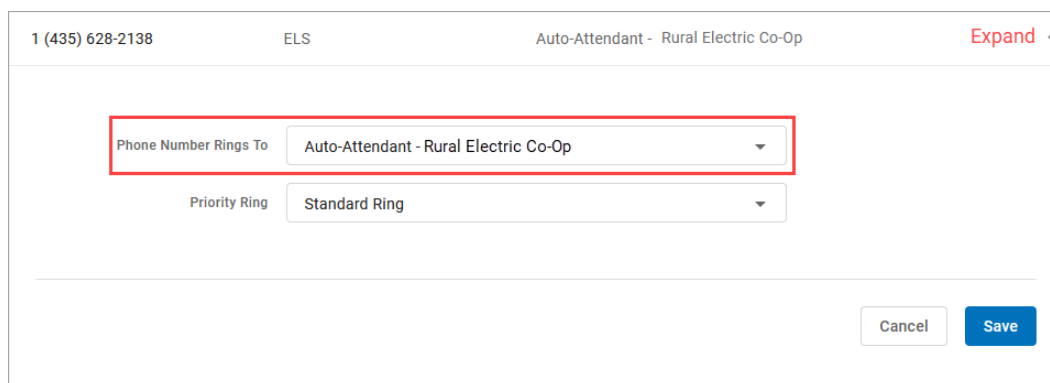 1 (435) 628-2138 ELS Auto-Attendant - Rural Electric Co-Op Expand
Phone Number Rings To Auto-Attendant - Rural Electric Co-Op
Priority Ring Standard Ring
Cancel Save